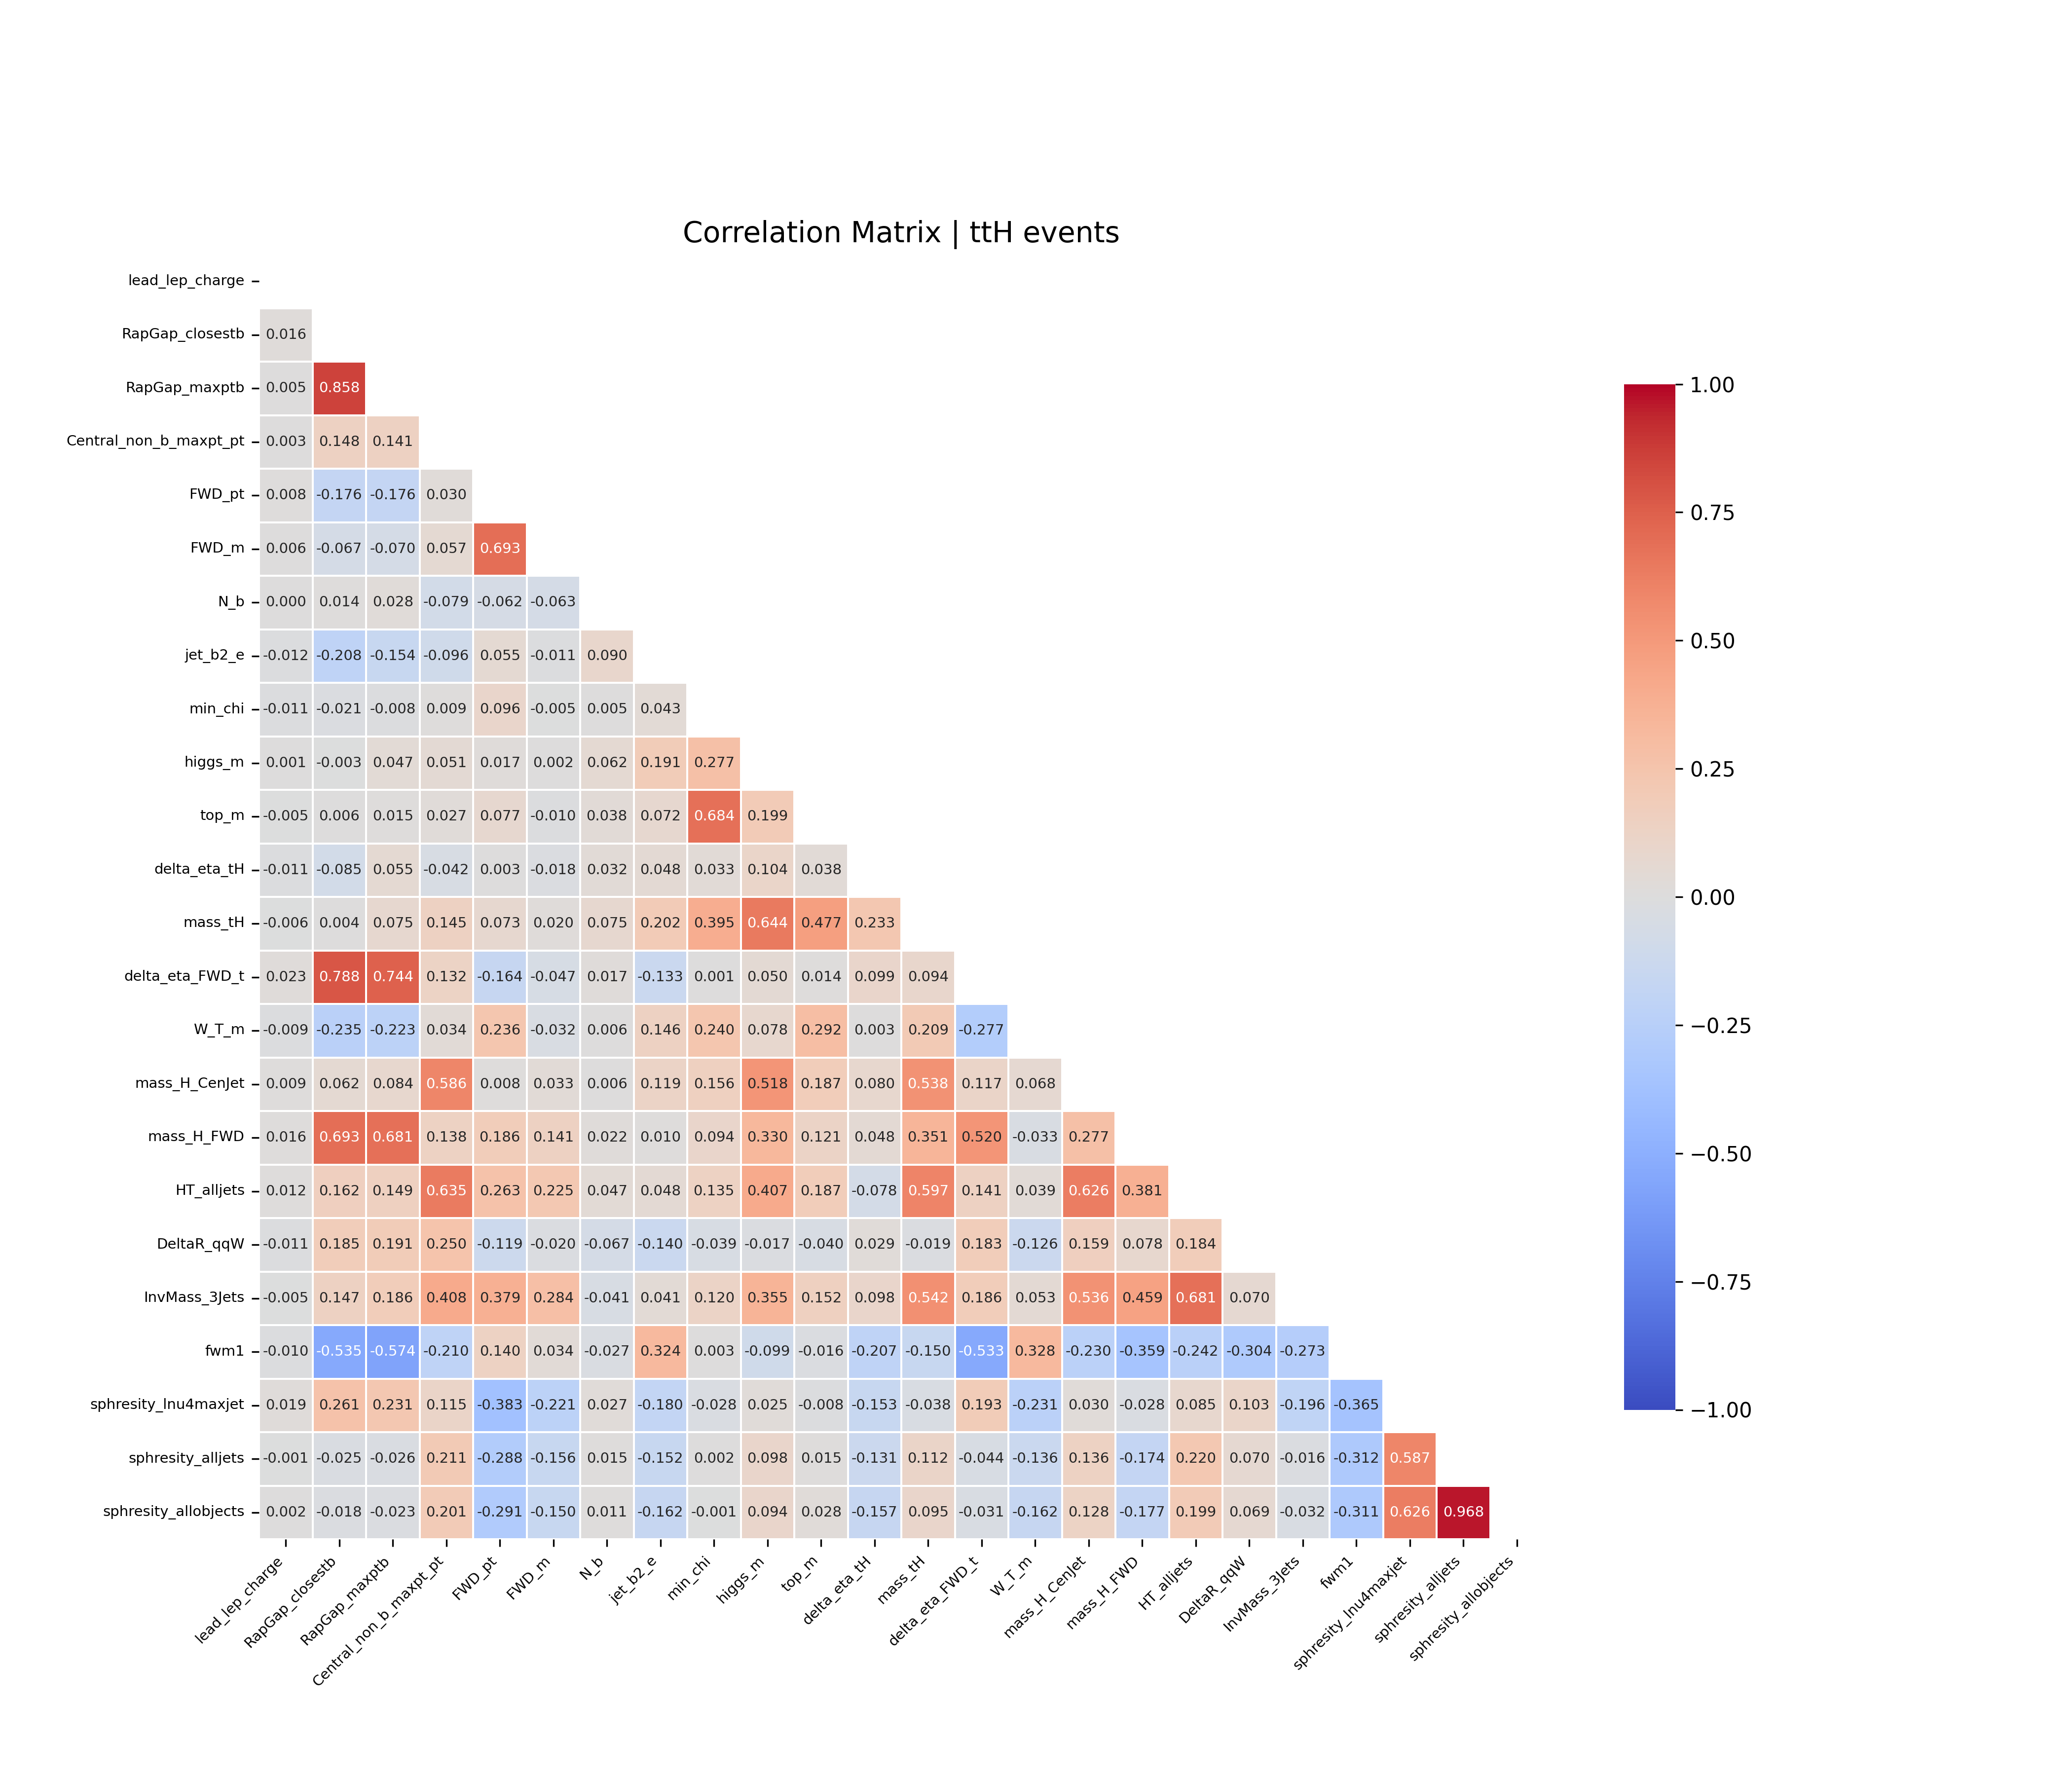 Correlation Matrix | ttH events
lead_lep_charge
RapGap_closestb 0.016
RapGap_maxptb 0.005 0.858
Central_non_b_maxpt_pt 0.003 0.148 0.141
FWD_pt 0.008 -0.176 -0.176 0.030
FWD_m 0.006 -0.067 -0.070 0.057 0.693
N_b 0.000 0.014 0.028 -0.079 -0.062 -0.063
jet_b2_e -0.012 -0.208 -0.154 -0.096 0.055 -0.011 0.090
min_chi -0.011 -0.021 -0.008 0.009 0.096 -0.005 0.005 0.043
higgs_m 0.001 -0.003 0.047 0.051 0.017 0.002 0.062 0.191 0.277
top_m -0.005 0.006 0.015 0.027 0.077 -0.010 0.038 0.072 0.684 0.199
delta_eta_tH -0.011 -0.085 0.055 -0.042 0.003 -0.018 0.032 0.048 0.033 0.104 0.038
mass_tH -0.006 0.004 0.075 0.145 0.073 0.020 0.075 0.202 0.395 0.644 0.477 0.233
delta_eta_FWD_t 0.023 0.788 0.744 0.132 -0.164 -0.047 0.017 -0.133 0.001 0.050 0.014 0.099 0.094
W_T_m -0.009 -0.235 -0.223 0.034 0.236 -0.032 0.006 0.146 0.240 0.078 0.292 0.003 0.209 -0.277
mass_H_CenJet 0.009 0.062 0.084 0.586 0.008 0.033 0.006 0.119 0.156 0.518 0.187 0.080 0.538 0.117 0.068
mass_H_FWD 0.016 0.693 0.681 0.138 0.186 0.141 0.022 0.010 0.094 0.330 0.121 0.048 0.351 0.520 -0.033 0.277
HT_alljets 0.012 0.162 0.149 0.635 0.263 0.225 0.047 0.048 0.135 0.407 0.187 -0.078 0.597 0.141 0.039 0.626 0.381
DeltaR_qqW -0.011 0.185 0.191 0.250 -0.119 -0.020 -0.067 -0.140 -0.039 -0.017 -0.040 0.029 -0.019 0.183 -0.126 0.159 0.078 0.184
InvMass_3Jets -0.005 0.147 0.186 0.408 0.379 0.284 -0.041 0.041 0.120 0.355 0.152 0.098 0.542 0.186 0.053 0.536 0.459 0.681 0.070
fwm1 -0.010 -0.535 -0.574 -0.210 0.140 0.034 -0.027 0.324 0.003 -0.099 -0.016 -0.207 -0.150 -0.533 0.328 -0.230 -0.359 -0.242 -0.304 -0.273
sphresity_lnu4maxjet 0.019 0.261 0.231 0.115 -0.383 -0.221 0.027 -0.180 -0.028 0.025 -0.008 -0.153 -0.038 0.193 -0.231 0.030 -0.028 0.085 0.103 -0.196 -0.365
sphresity_alljets -0.001 -0.025 -0.026 0.211 -0.288 -0.156 0.015 -0.152 0.002 0.098 0.015 -0.131 0.112 -0.044 -0.136 0.136 -0.174 0.220 0.070 -0.016 -0.312 0.587
sphresity_allobjects 0.002 -0.018 -0.023 0.201 -0.291 -0.150 0.011 -0.162 -0.001 0.094 0.028 -0.157 0.095 -0.031 -0.162 0.128 -0.177 0.199 0.069 -0.032 -0.311 0.626 0.968
lead_lep_charge
RapGap_closestb
RapGap_maxptb
Central_non_b_maxpt_pt
FWD_pt
FWD_m
N_b
jet_b2_e
min_chi
higgs_m
top_m
delta_eta_tH
mass_tH
delta_eta_FWD_t
W_T_m
mass_H_CenJet
mass_H_FWD
HT_alljets
DeltaR_qqW
InvMass_3Jets
fwm1
sphresity_lnu4maxjet
sphresity_alljets
sphresity_allobjects
1.00
0.75
0.50
0.25
0.00
−0.25
−0.50
−0.75
−1.00